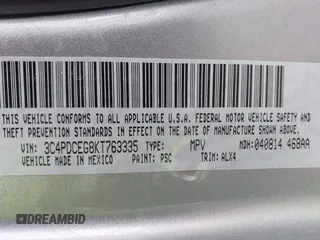 THIS VEHICLE CONFORMS TO ALL APPLICABLE U.S.A. FEDERAL MOTOR VEHICLE SAFETY AND
THEFT PREVENTION STANDARDS IN EFFECT ON THE DATE OF MANUFACTURE SHOWN ABOVE.
VIN: 3C4PDCEG8KT763335 TYPE: MPV MDH: 040814 468AA
VEHICLE MADE IN MEXICO PAINT: PSC TRIM: ALX4
DREAMBID